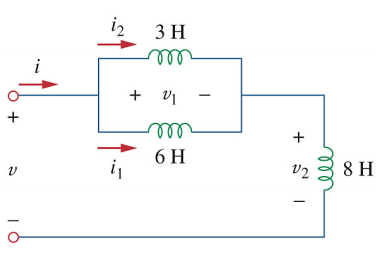 i₂ 3 H
i
+ v₁ −
+
i₁ 6 H
+
v v₂ 8 H
−
−